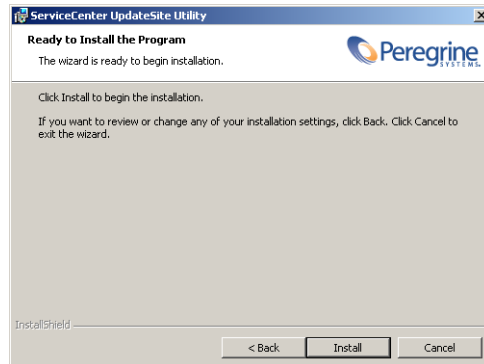 ServiceCenter UpdateSite Utility
Ready to Install the Program
The wizard is ready to begin installation.
Peregrine
SYSTEMS
Click Install to begin the installation.
If you want to review or change any of your installation settings, click Back. Click Cancel to
exit the wizard.
InstallShield
< Back
Install
Cancel